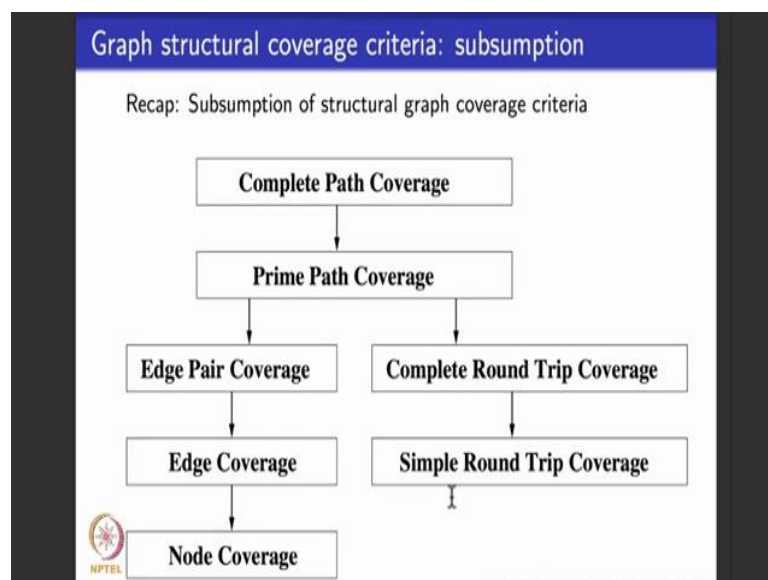 Graph structural coverage criteria: subsumption
Recap: Subsumption of structural graph coverage criteria
Complete Path Coverage
Prime Path Coverage
Edge Pair Coverage
Complete Round Trip Coverage
Edge Coverage
Simple Round Trip Coverage
Node Coverage
NPTEL